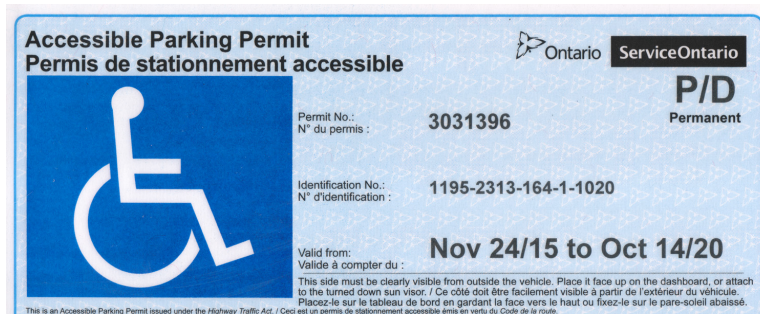 Accessible Parking Permit
Permis de stationnement accessible
Ontario
ServiceOntario
P/D
Permanent
Permit No.:
N° du permis :
3031396
Identification No.:
N° d'identification :
1195-2313-164-1-1020
Valid from:
Valide à compter du :
Nov 24/15 to Oct 14/20
This side must be clearly visible from outside the vehicle. Place it face up on the dashboard, or attach
to the turned down sun visor. / Ce côté doit être facilement visible à partir de l'extérieur du véhicule.
Placez-le sur le tableau de bord en gardant la face vers le haut ou fixez-le sur le pare-soleil abaissé.
This is an Accessible Parking Permit issued under the Highway Traffic Act. / Ceci est un permis de stationnement accessible émis en vertu du Code de la route.